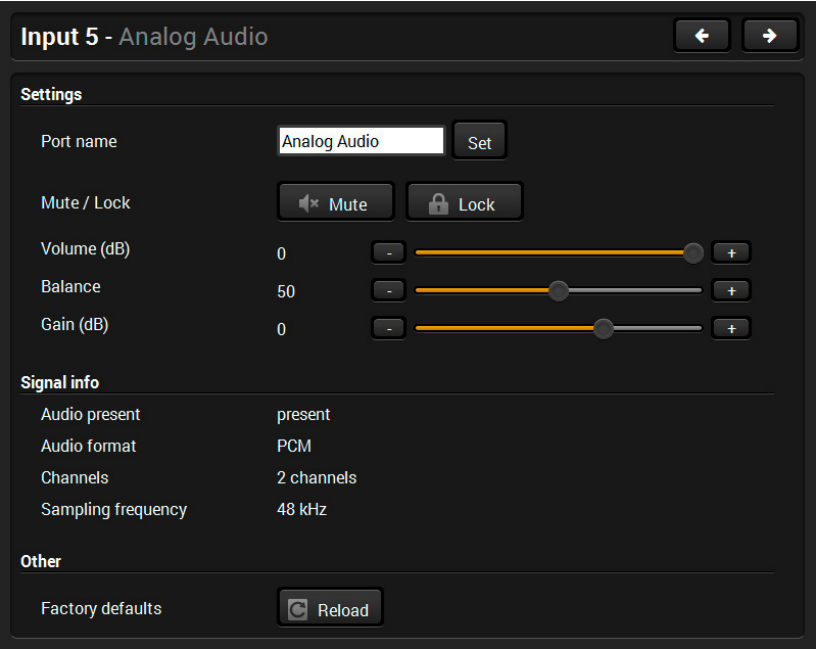 Input 5 - Analog Audio
Settings
Port name Analog Audio Set
Mute / Lock Mute Lock
Volume (dB) 0 - +
Balance 50 - +
Gain (dB) 0 - +
Signal info
Audio present present
Audio format PCM
Channels 2 channels
Sampling frequency 48 kHz
Other
Factory defaults Reload